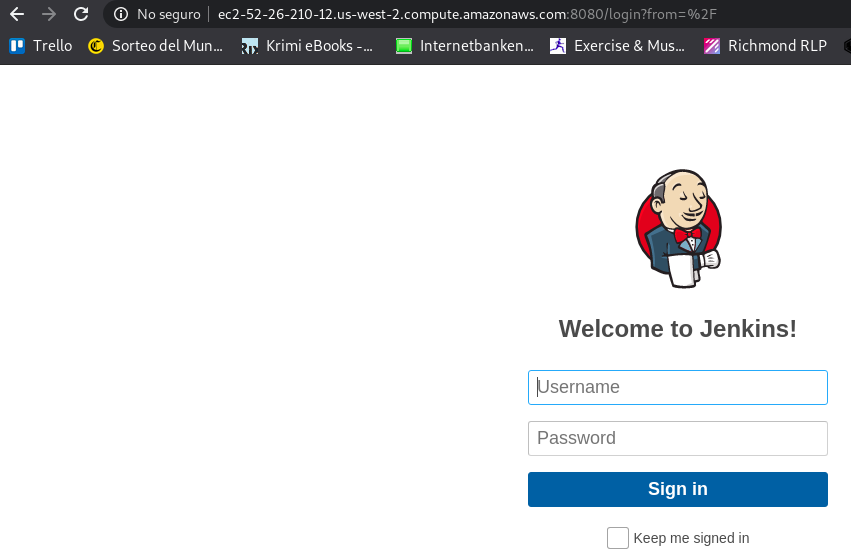 No seguro ec2-52-26-210-12.us-west-2.compute.amazonaws.com:8080/login?from=%2F
Trello Sorteo del Mun... Krimi eBooks -... Internetbanken... Exercise & Mus... Richmond RLP
Welcome to Jenkins!
Username
Password
Sign in
Keep me signed in